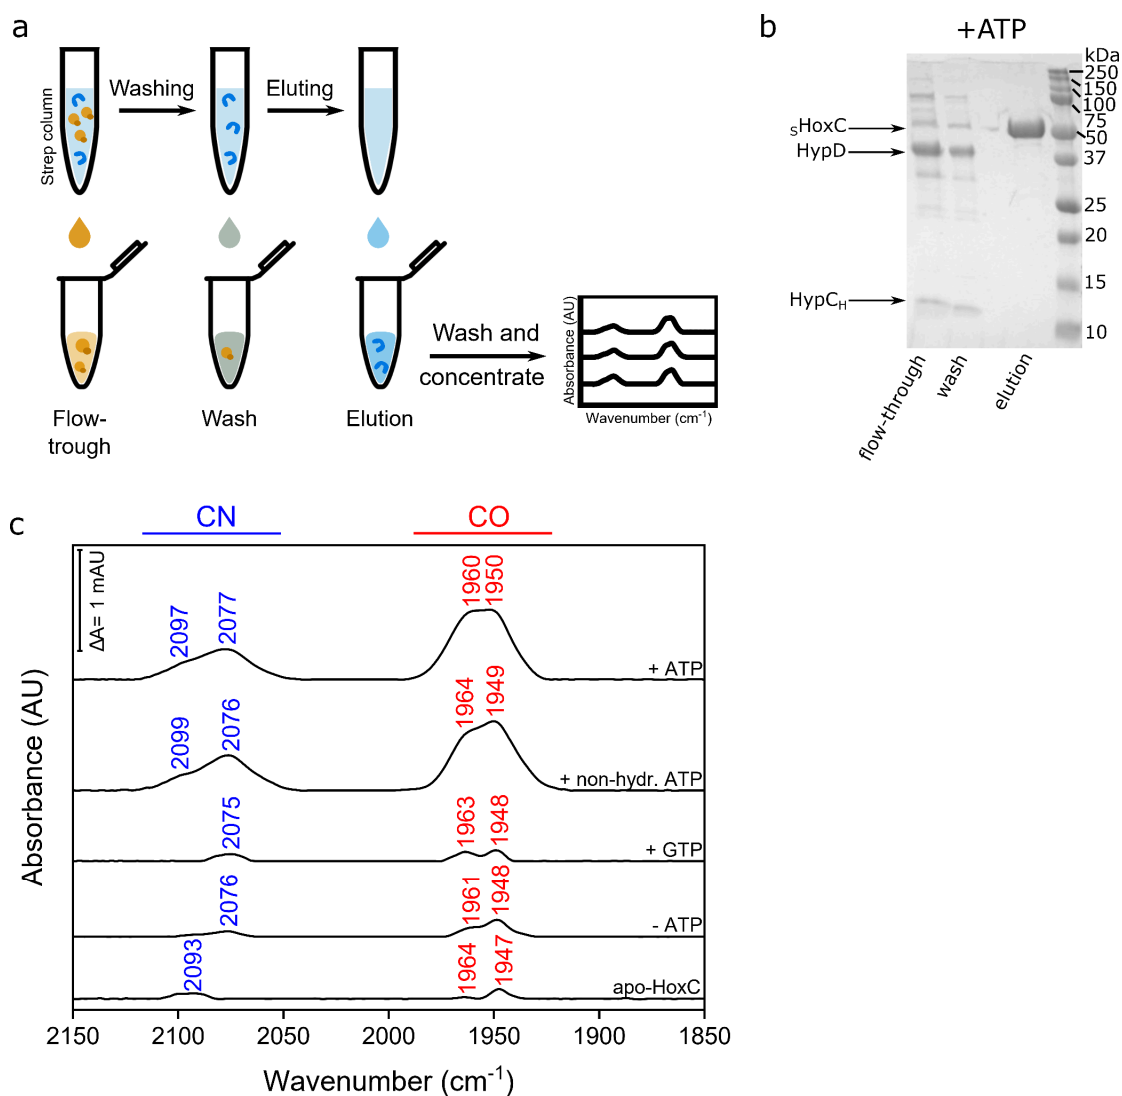 a
Strep column
Washing
Eluting
Flow-
trough
Wash
Elution
Wash and
concentrate
Absorbance (AU)
Wavenumber (cm⁻¹)
b
+ATP
kDa
250
150
100
75
50
37
25
20
15
10
SHoxC
HypD
HypCH
flow-through
wash
elution
c
CN
CO
ΔA= 1 mAU
2097
2077
1960
1950
+ ATP
2099
2076
1964
1949
+ non-hydr. ATP
2075
1963
1948
+ GTP
2076
1961
1948
- ATP
2093
1964
1947
apo-HoxC
Absorbance (AU)
2150
2100
2050
2000
1950
1900
1850
Wavenumber (cm⁻¹)